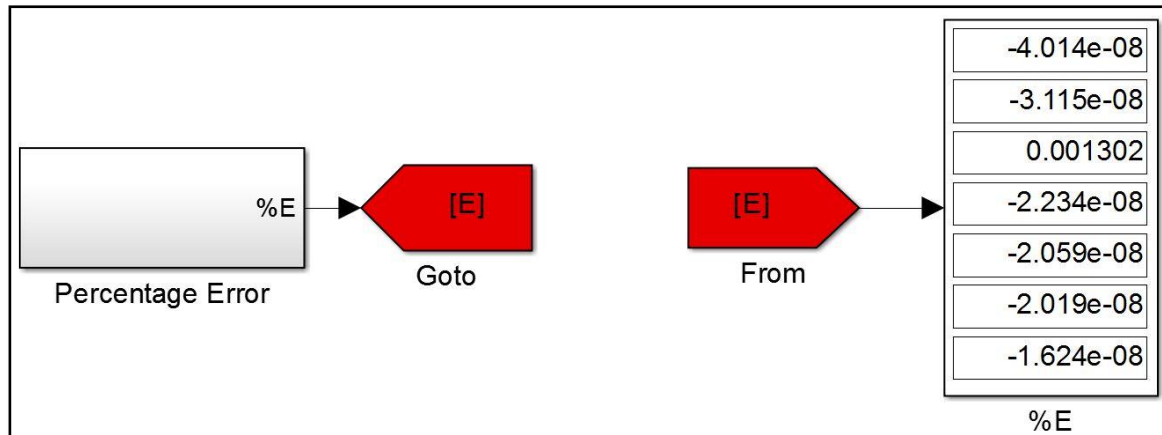 %E
Percentage Error
[E]
Goto
[E]
From
-4.014e-08
-3.115e-08
0.001302
-2.234e-08
-2.059e-08
-2.019e-08
-1.624e-08
%E